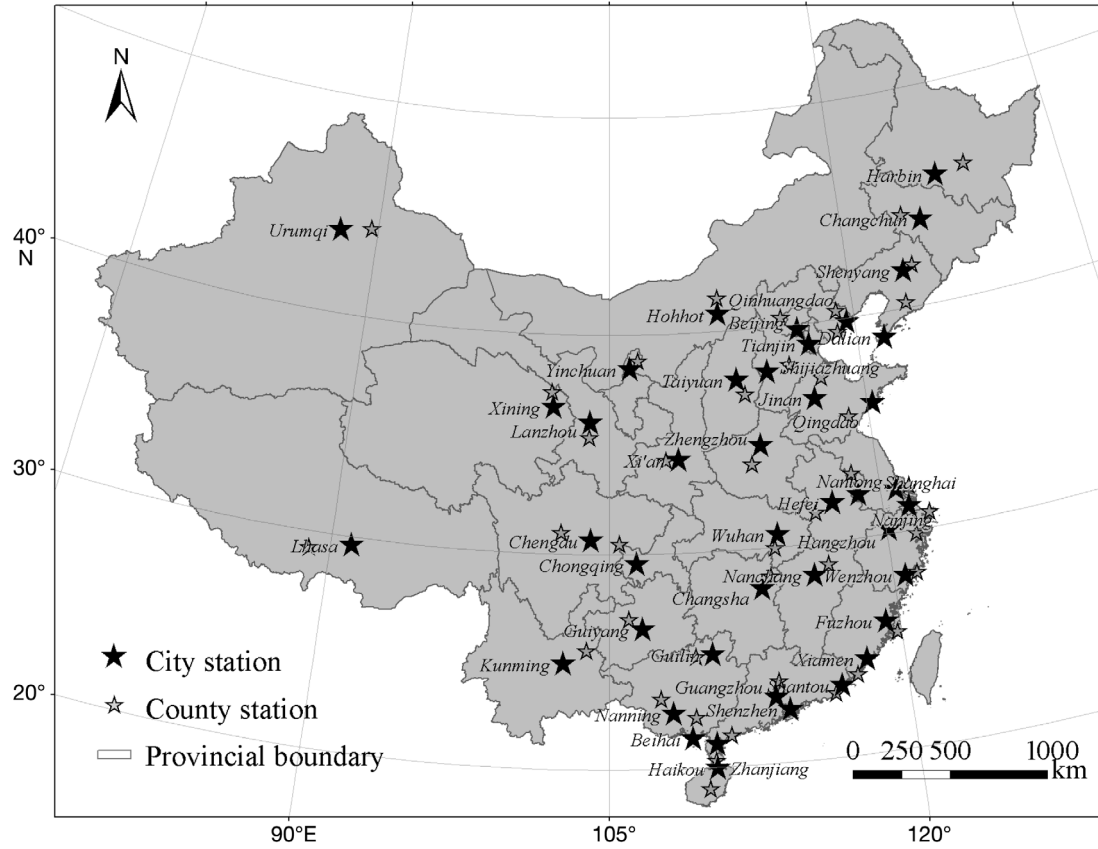 N
Harbin
Changchun
Urumqi
40°
N
Shenyang
Qinhuangdao
Hohhot
Beijing
Dalian
Tianjin
Yinchuan
Taiyuan
Shijiazhuang
Xining
Jinan
Lanzhou
Qingdao
Zhengzhou
30°
Xi'an
Nantong
Shanghai
Hefei
Nanjing
Lhasa
Chengdu
Wuhan
Hangzhou
Chongqing
Nanchang
Wenzhou
Changsha
Fuzhou
Guiyang
City station
Kunming
Guilin
Xiamen
20°
Guangzhou
Shantou
County station
Nanning
Shenzhen
Beihai
Provincial boundary
Haikou
Zhanjiang
0 250 500 1000
km
90°E
105°
120°